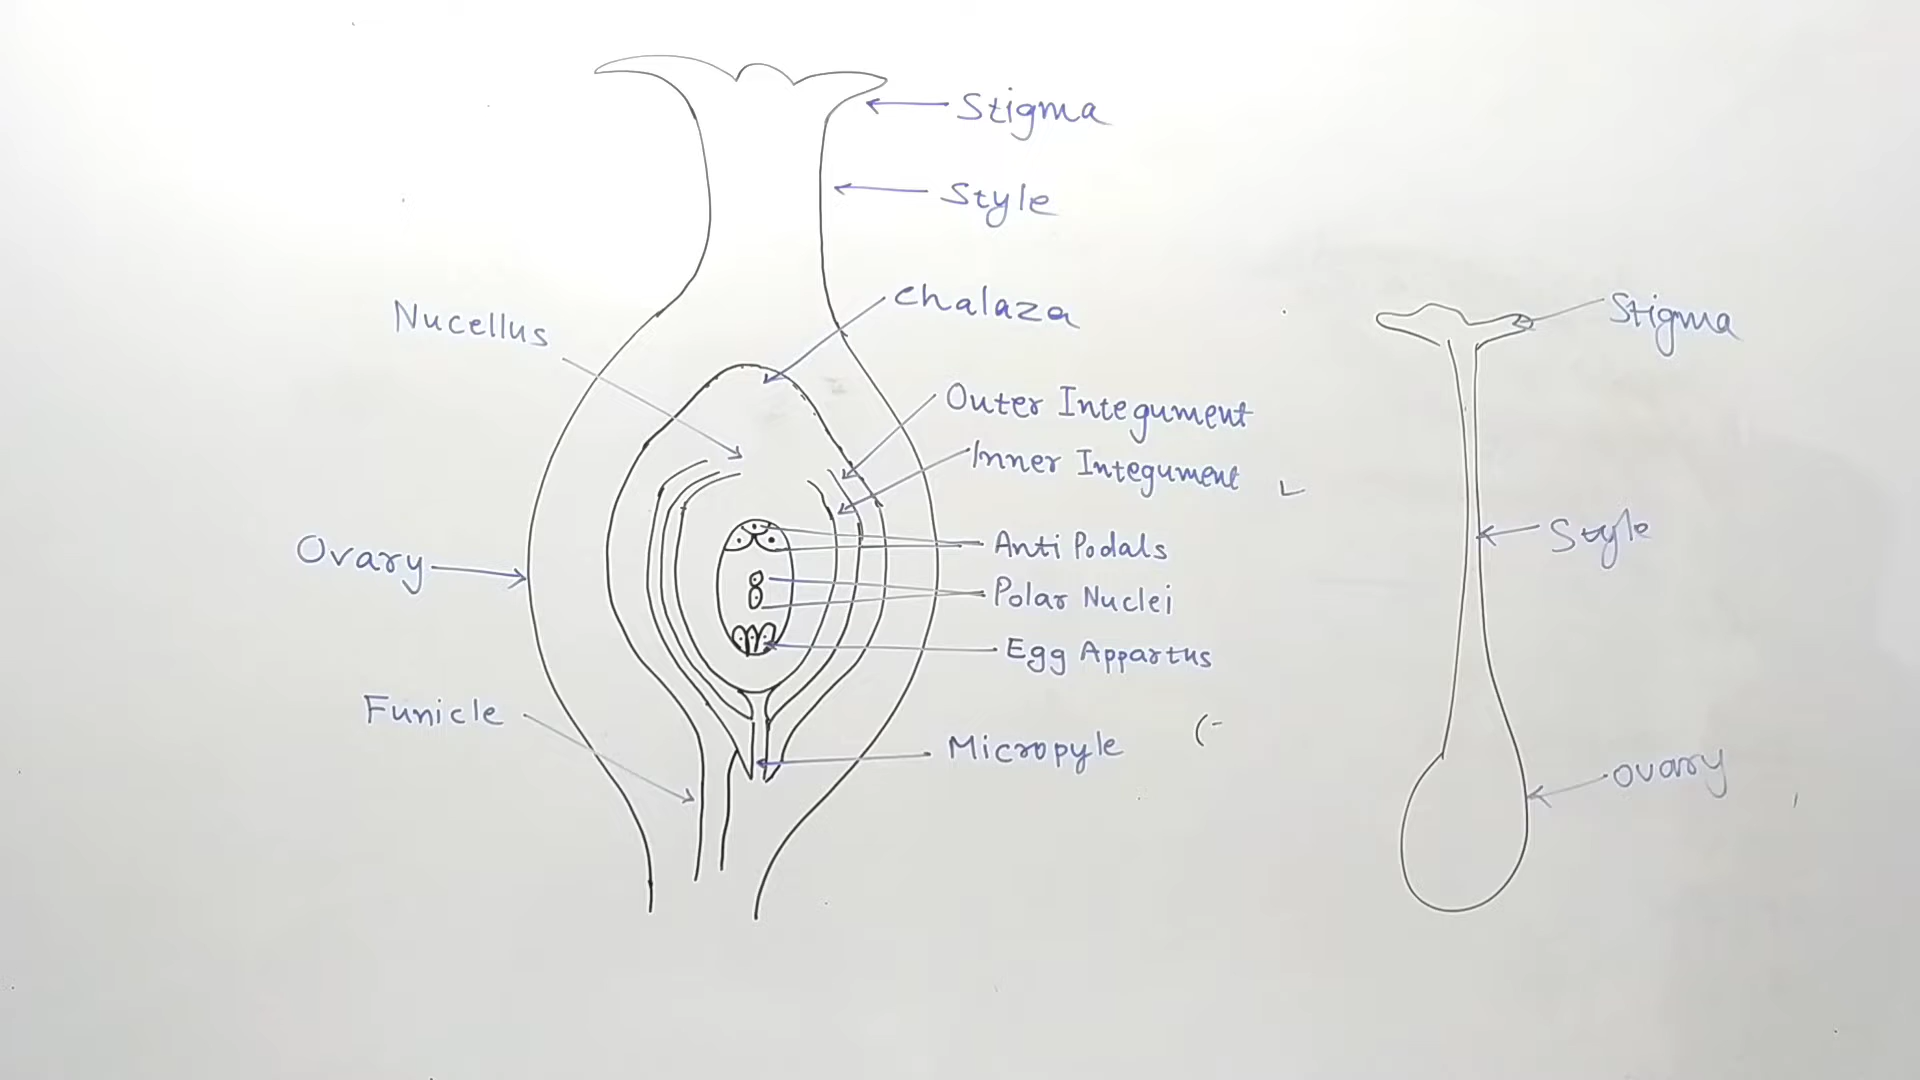 Stigma
Style
Chalaza
Nucellus
Outer Integument
Inner Integument
Anti Podals
Ovary
Polar Nuclei
Egg Appartus
Funicle
Micropyle
Stigma
Style
Ovary